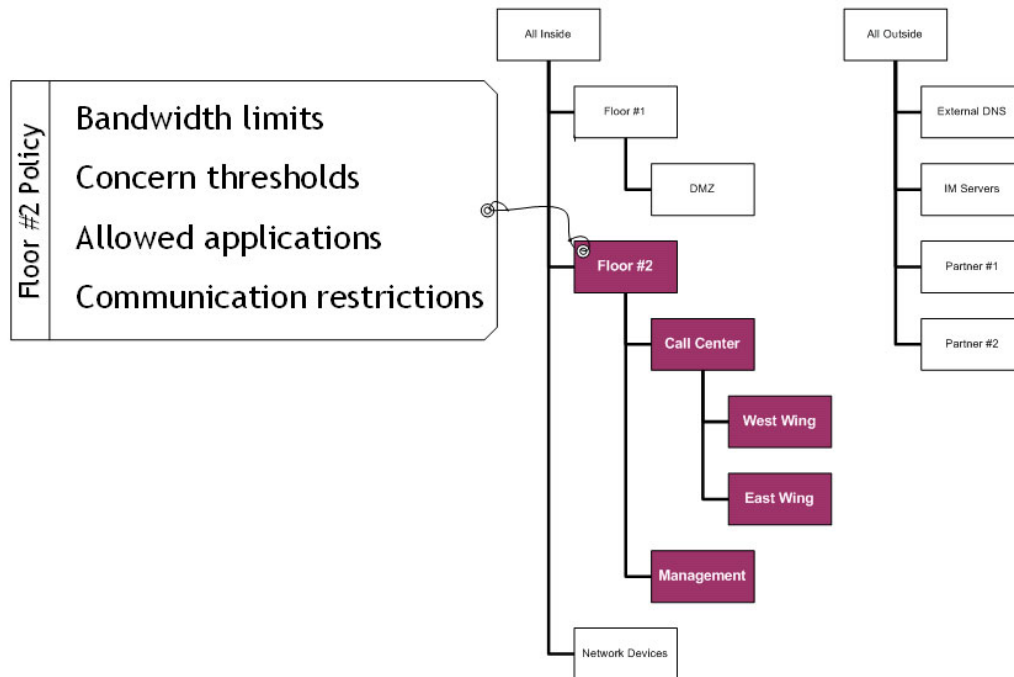 Floor #2 Policy
Bandwidth limits
Concern thresholds
Allowed applications
Communication restrictions
All Inside
Floor #1
DMZ
Floor #2
Call Center
West Wing
East Wing
Management
Network Devices
All Outside
External DNS
IM Servers
Partner #1
Partner #2